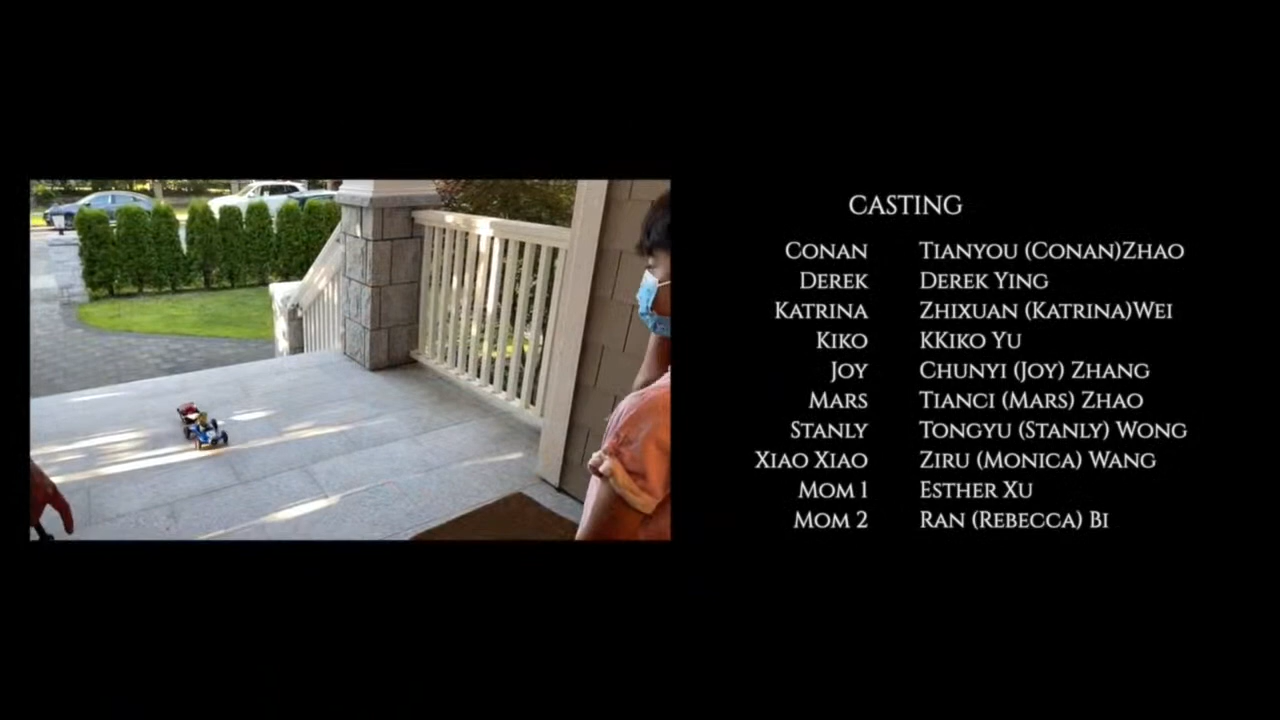 CASTING
CONAN TIANYOU (CONAN)ZHAO
DEREK DEREK YING
KATRINA ZHIXUAN (KATRINA)WEI
KIKO KKIKO YU
JOY CHUNYI (JOY) ZHANG
MARS TIANCI (MARS) ZHAO
STANLY TONGYU (STANLY) WONG
XIAO XIAO ZIRU (MONICA) WANG
MOM 1 ESTHER XU
MOM 2 RAN (REBECCA) BI